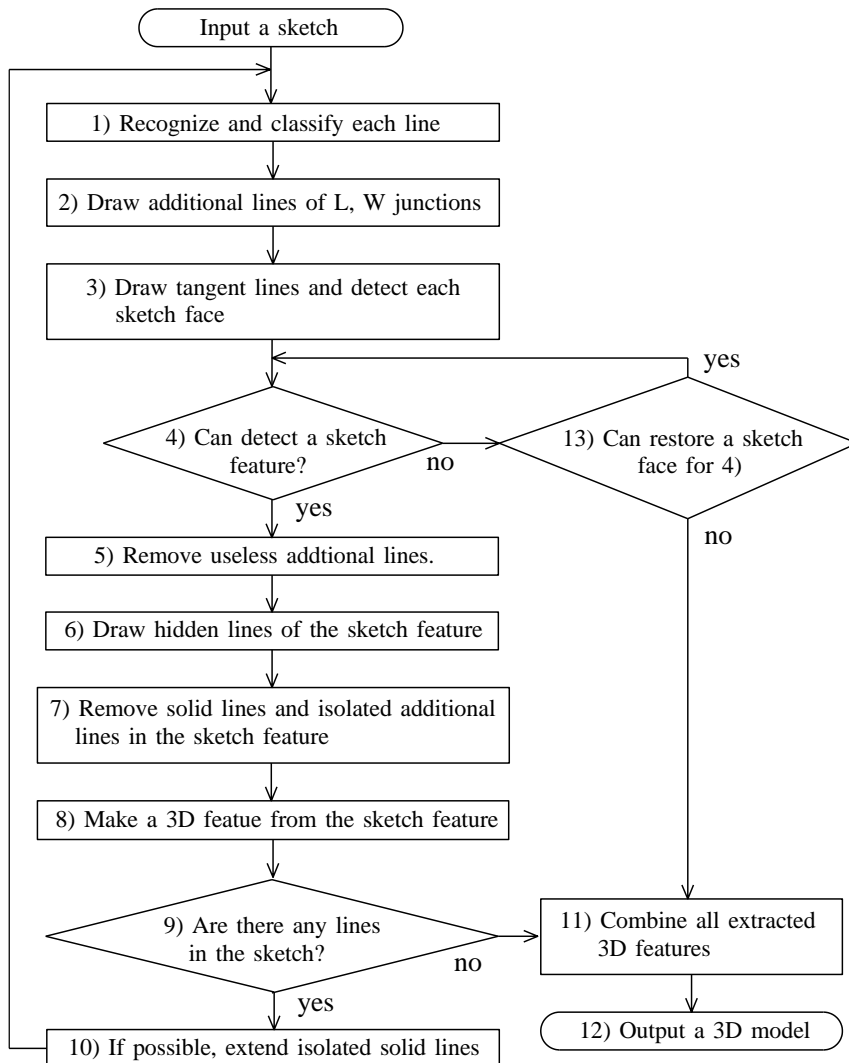 Input a sketch
1) Recognize and classify each line
2) Draw additional lines of L, W junctions
3) Draw tangent lines and detect each
sketch face
yes
4) Can detect a sketch
feature?
no
13) Can restore a sketch
face for 4)
yes
no
5) Remove useless addtional lines.
6) Draw hidden lines of the sketch feature
7) Remove solid lines and isolated additional
lines in the sketch feature
8) Make a 3D featue from the sketch feature
9) Are there any lines
in the sketch?
no
11) Combine all extracted
3D features
yes
10) If possible, extend isolated solid lines
12) Output a 3D model